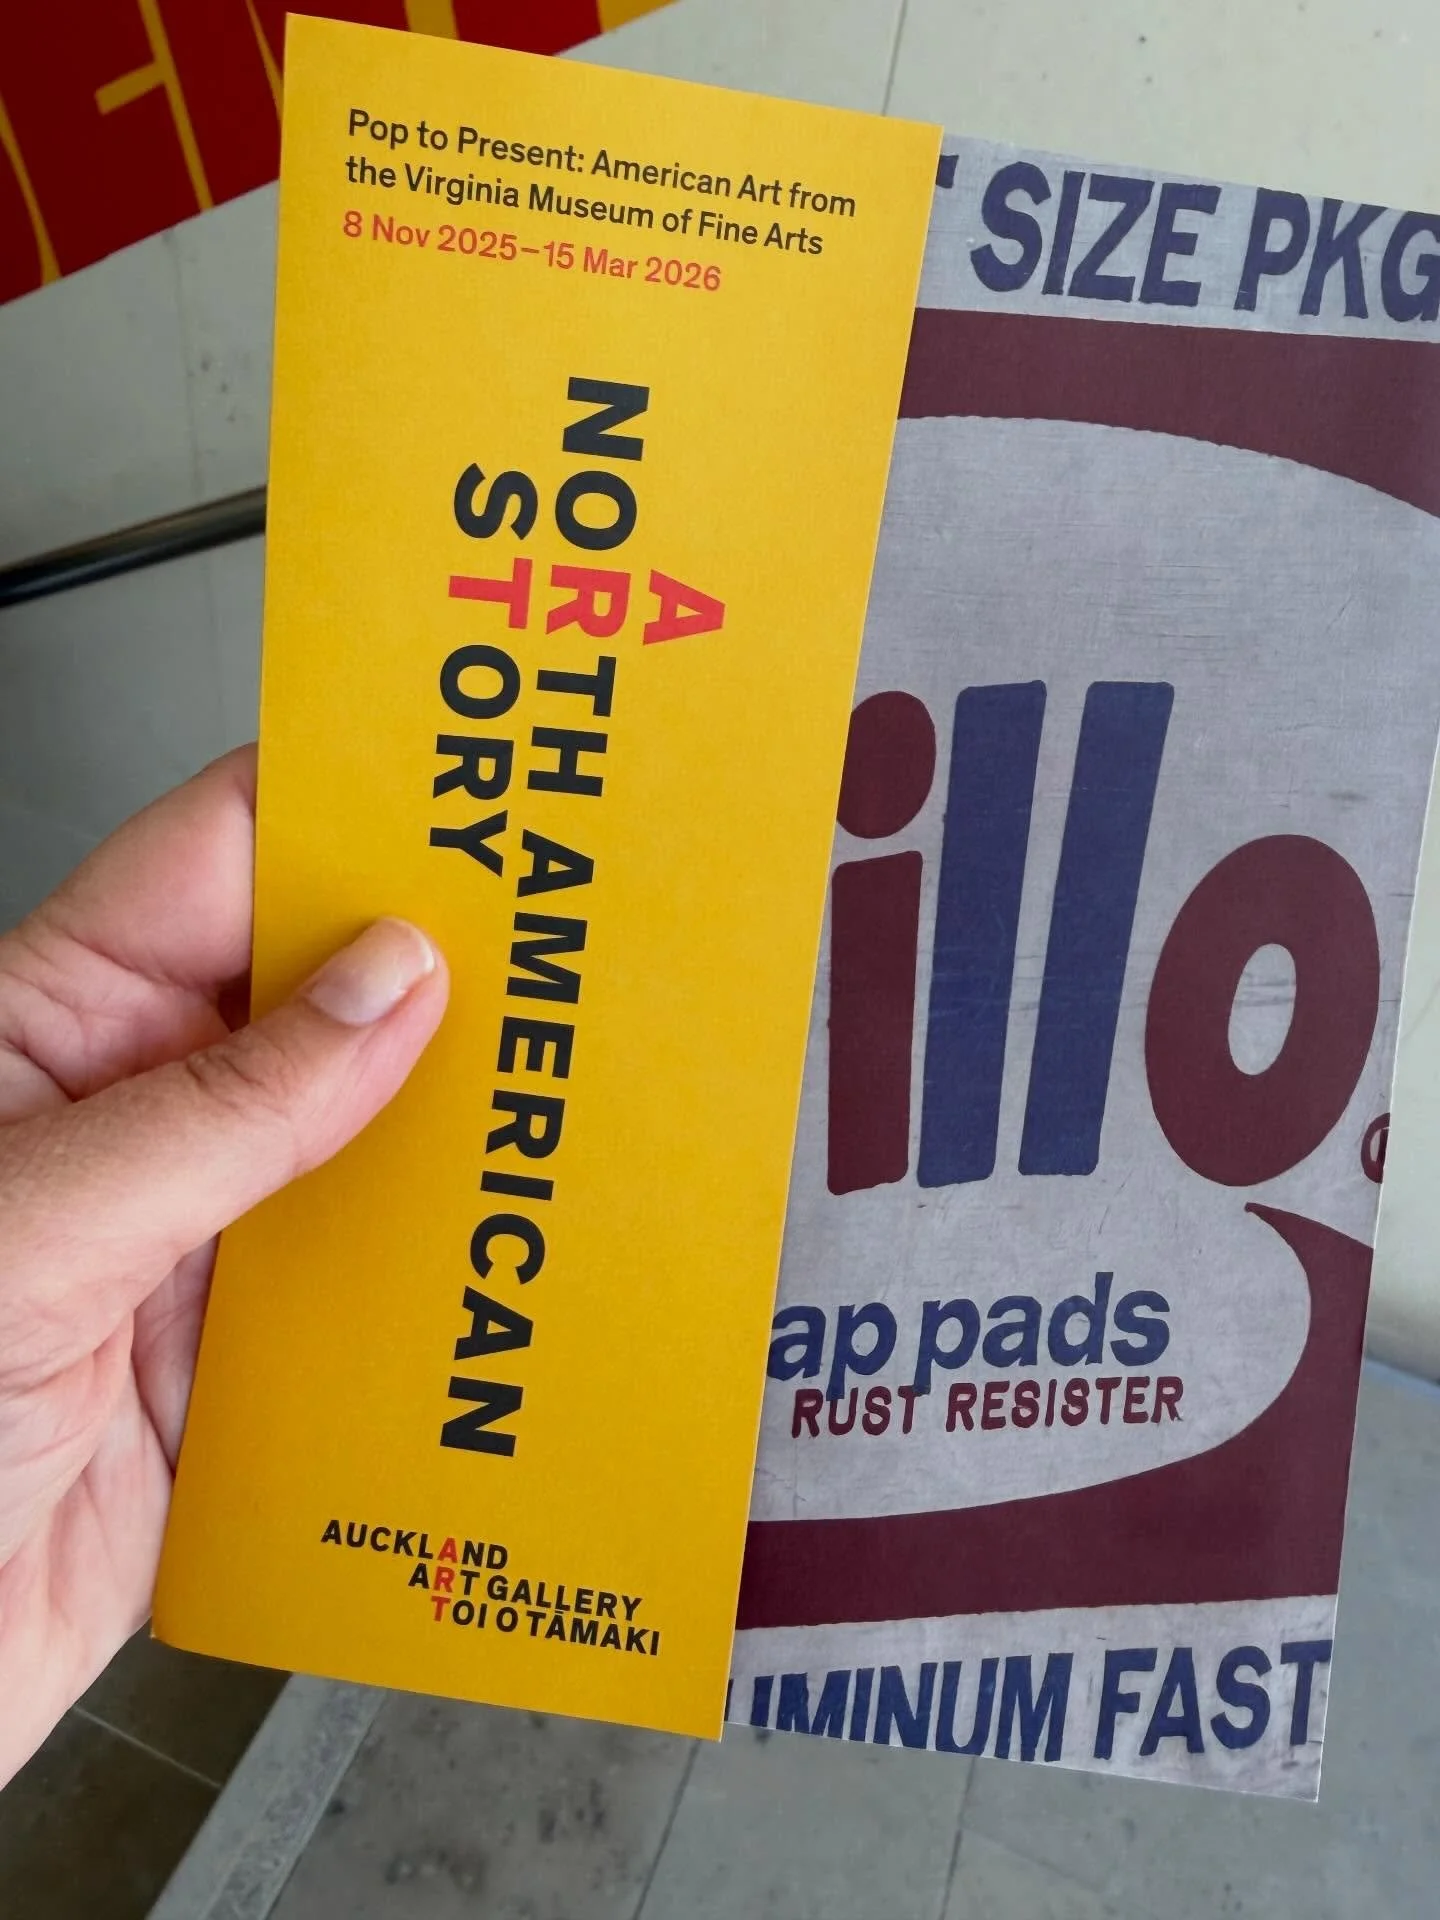 Pop to Present: American Art from
the Virginia Museum of Fine Arts
8 Nov 2025–15 Mar 2026
A
NORTH AMERICAN
STORY
AUCKLAND
ART GALLERY
TOI O TĀMAKI
SIZE PKG
illo
®
ap pads
RUST RESISTER
UMINUM FAST